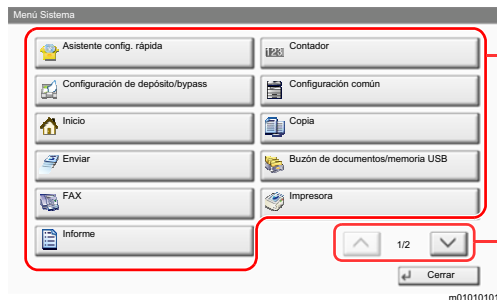 Menú Sistema
Asistente config. rápida
123
Contador
Configuración de depósito/bypass
Configuración común
Inicio
Copia
Enviar
Buzón de documentos/memoria USB
FAX
Impresora
Informe
1/2
Cerrar
m01010101